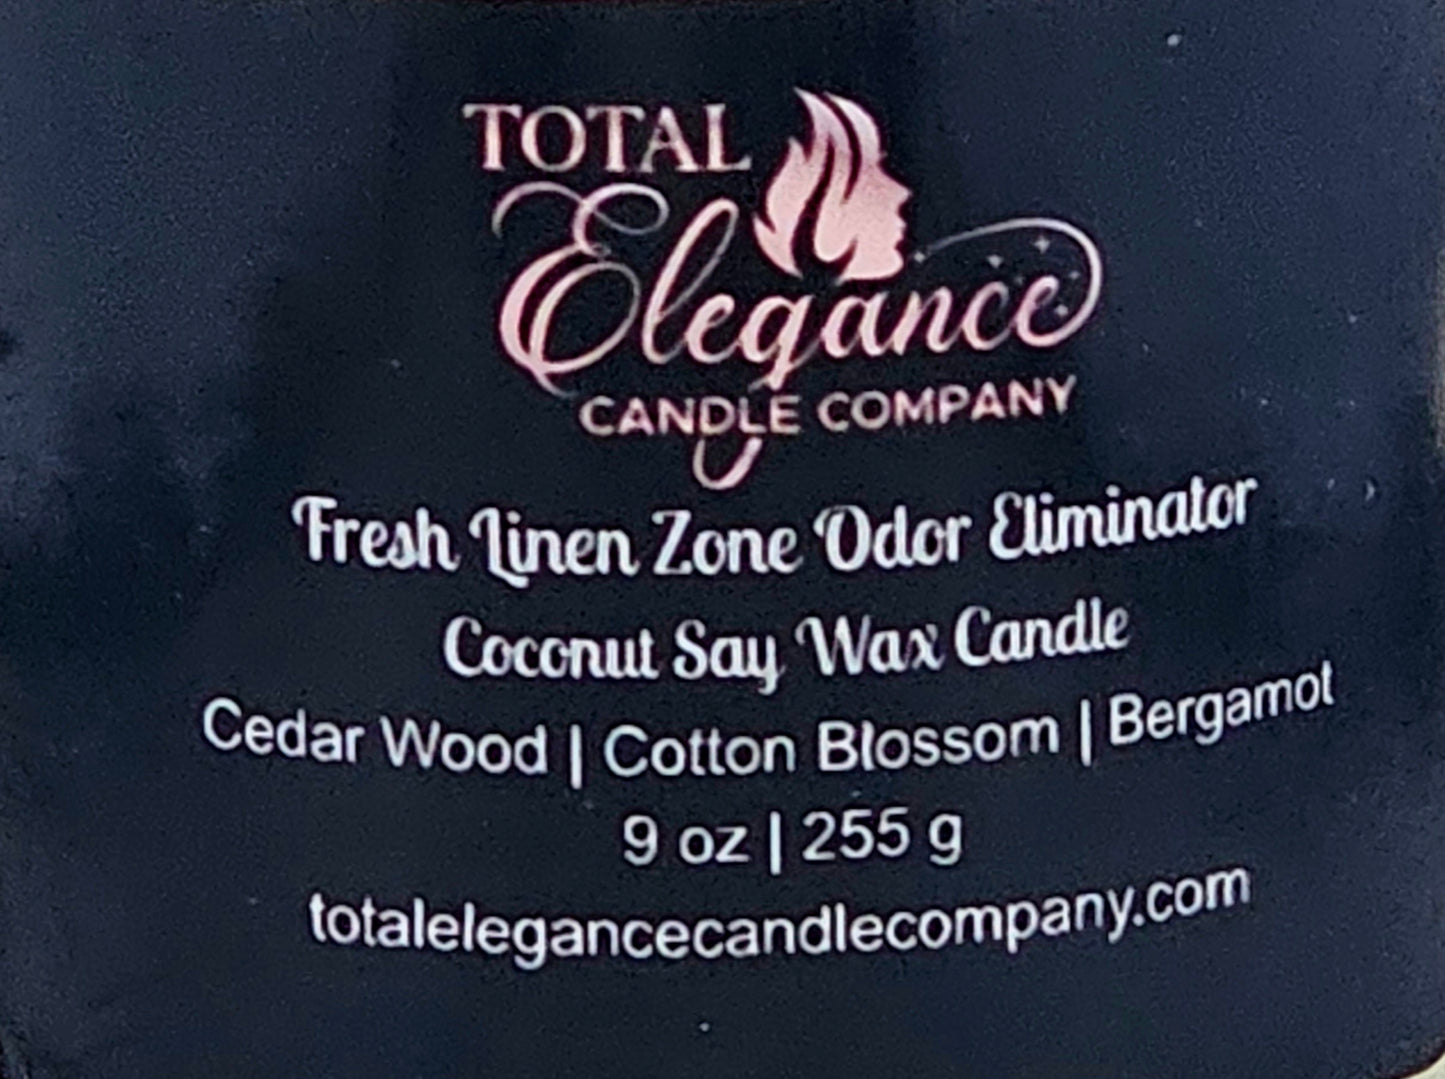 TOTAL
Elegance
CANDLE COMPANY
Fresh Linen Zone Odor Eliminator
Coconut Say Wax Candle
Cedar Wood | Cotton Blossom | Bergamot
9 oz | 255 g
totalelegancecandlecompany.com